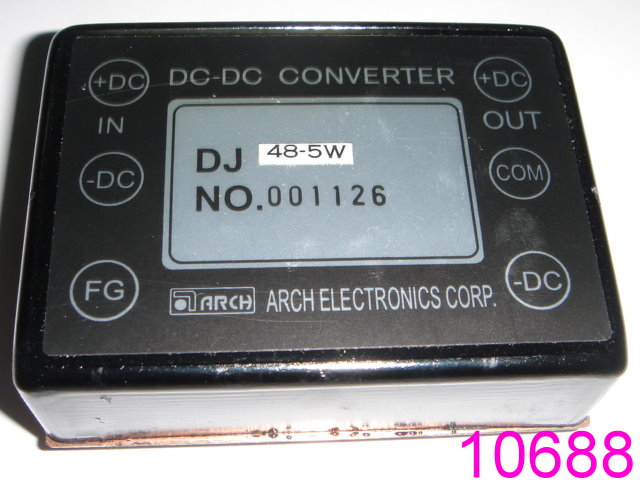 +DC DC-DC CONVERTER +DC
IN OUT
DJ 48-5W
-DC COM
NO. 001126
FG ARCH ARCH ELECTRONICS CORP. -DC
10688